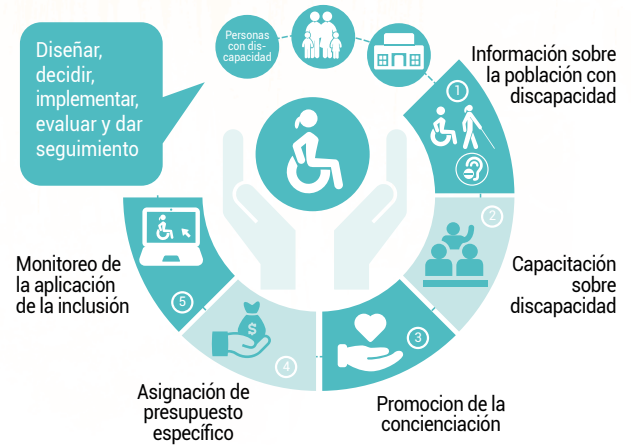 Diseñar,
decidir,
implementar,
evaluar y dar
seguimiento
Personas
con dis-
capacidad
Información sobre
la población con
discapacidad
1
2
Capacitación
sobre
discapacidad
3
Promocion de la
concienciación
4
$
Asignación de
presupuesto
específico
5
Monitoreo de
la aplicación
de la inclusión